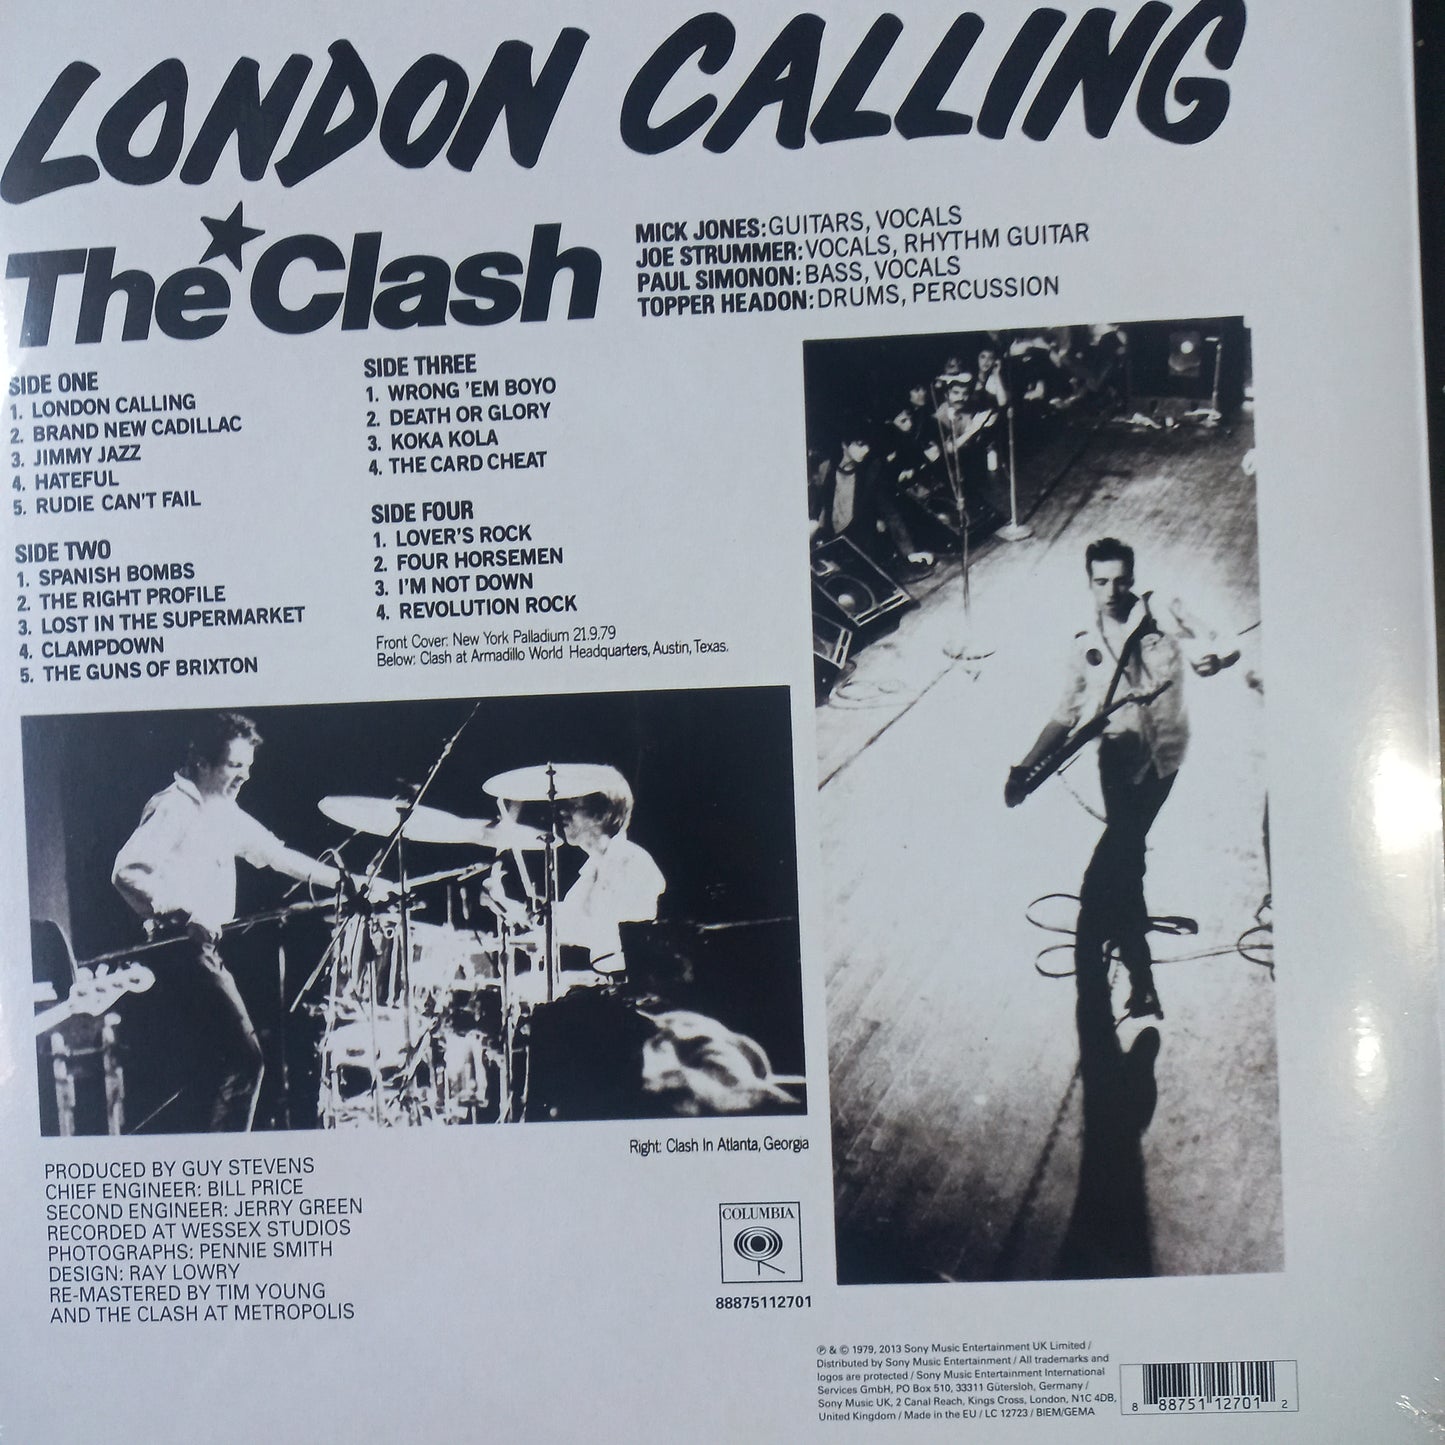 LONDON CALLING
The Clash
MICK JONES: GUITARS, VOCALS
JOE STRUMMER: VOCALS, RHYTHM GUITAR
PAUL SIMONON: BASS, VOCALS
TOPPER HEADON: DRUMS, PERCUSSION
SIDE ONE
1. LONDON CALLING
2. BRAND NEW CADILLAC
3. JIMMY JAZZ
4. HATEFUL
5. RUDIE CAN'T FAIL
SIDE TWO
1. SPANISH BOMBS
2. THE RIGHT PROFILE
3. LOST IN THE SUPERMARKET
4. CLAMPDOWN
5. THE GUNS OF BRIXTON
SIDE THREE
1. WRONG 'EM BOYO
2. DEATH OR GLORY
3. KOKA KOLA
4. THE CARD CHEAT
SIDE FOUR
1. LOVER'S ROCK
2. FOUR HORSEMEN
3. I'M NOT DOWN
4. REVOLUTION ROCK
Front Cover: New York Palladium 21.9.79
Below: Clash at Armadillo World Headquarters, Austin, Texas.
Right: Clash In Atlanta, Georgia
PRODUCED BY GUY STEVENS
CHIEF ENGINEER: BILL PRICE
SECOND ENGINEER: JERRY GREEN
RECORDED AT WESSEX STUDIOS
PHOTOGRAPHS: PENNIE SMITH
DESIGN: RAY LOWRY
RE-MASTERED BY TIM YOUNG
AND THE CLASH AT METROPOLIS
COLUMBIA
88875112701
℗ & © 1979, 2013 Sony Music Entertainment UK Limited /
Distributed by Sony Music Entertainment / All trademarks and
logos are protected / Sony Music Entertainment International
Services GmbH, PO Box 510, 33311 Gütersloh, Germany /
Sony Music UK, 2 Canal Reach, Kings Cross, London, N1C 4DB,
United Kingdom / Made in the EU / LC 12723 / BIEM/GEMA
8 88751 12701 2